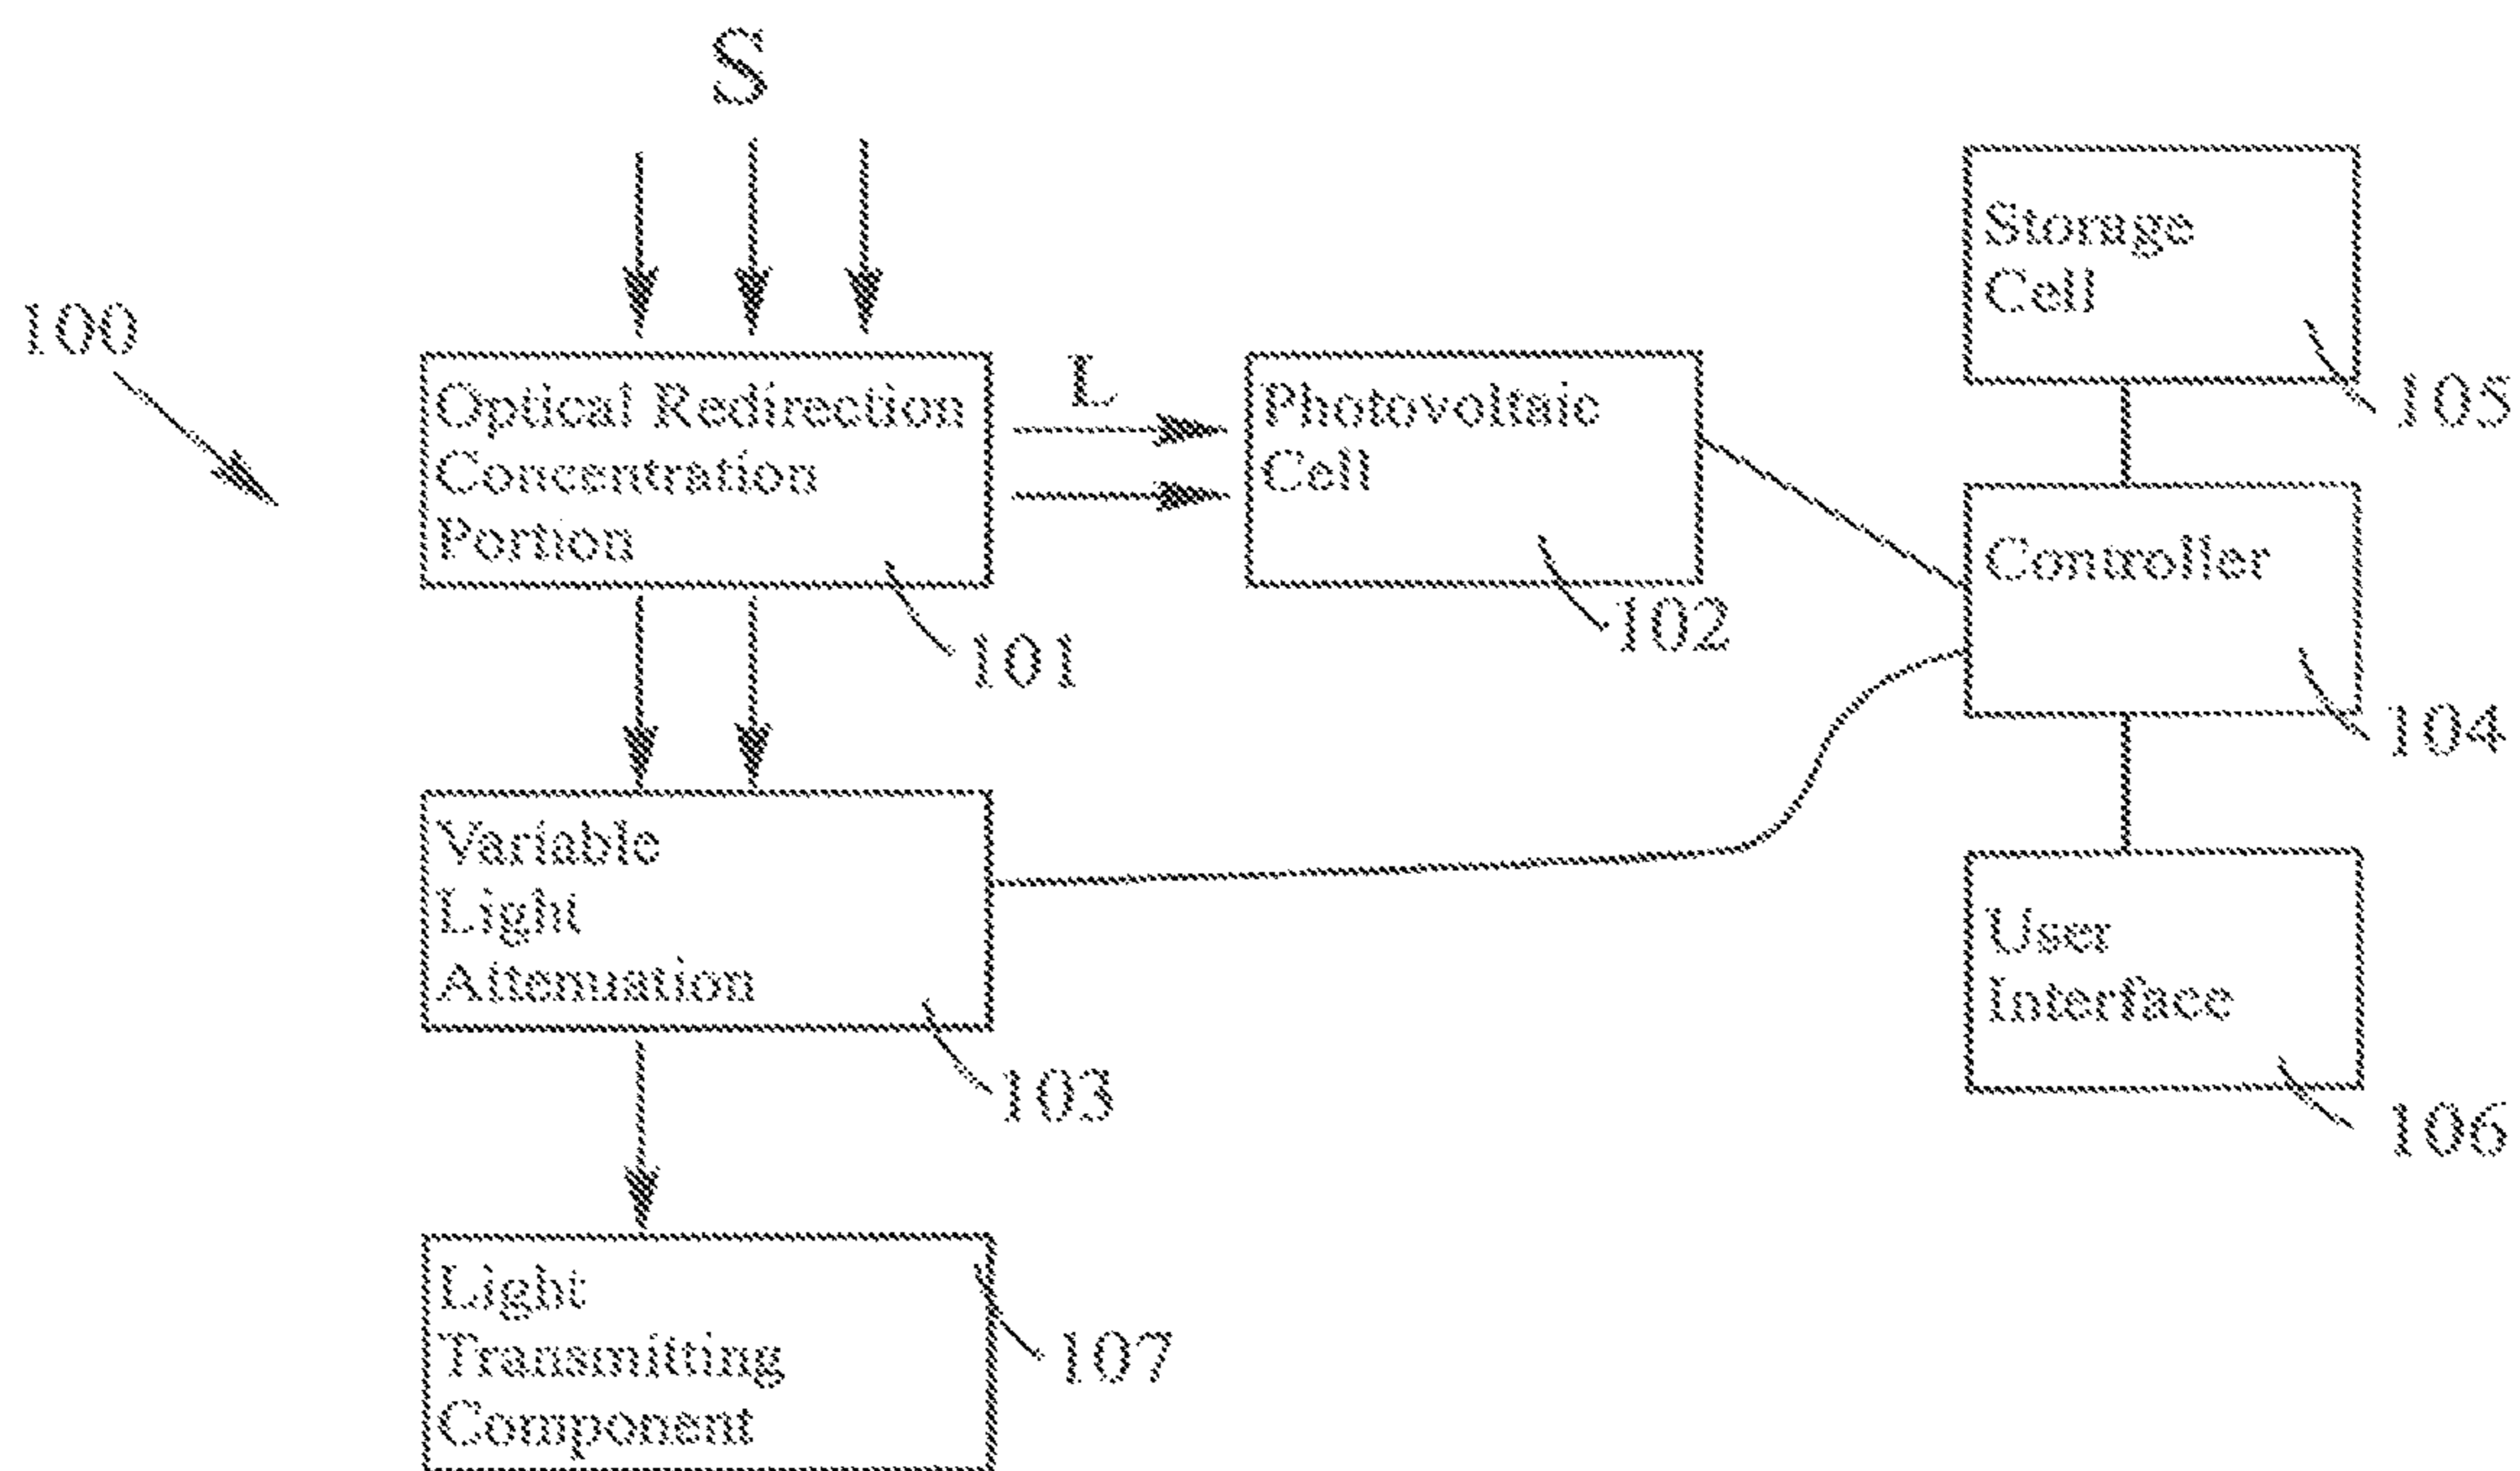 S
100
Optical Redirection
Concentration
Portion
101
L
Photovoltaic
Cell
102
Storage
Cell
105
Controller
104
Variable
Light
Attenuation
103
User
Interface
106
Light
Transmitting
Component
107